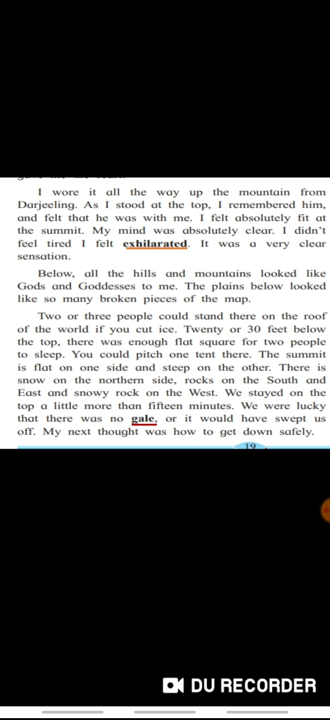 I wore it all the way up the mountain from
Darjeeling. As I stood at the top, I remembered him,
and felt that he was with me. I felt absolutely fit at
the summit. My mind was absolutely clear. I didn't
feel tired I felt exhilarated. It was a very clear
sensation.
Below, all the hills and mountains looked like
Gods and Goddesses to me. The plains below looked
like so many broken pieces of the map.
Two or three people could stand there on the roof
of the world if you cut ice. Twenty or 30 feet below
the top, there was enough flat square for two people
to sleep. You could pitch one tent there. The summit
is flat on one side and steep on the other. There is
snow on the northern side, rocks on the South and
East and snowy rock on the West. We stayed on the
top a little more than fifteen minutes. We were lucky
that there was no gale, or it would have swept us
off. My next thought was how to get down safely.
19
DU RECORDER